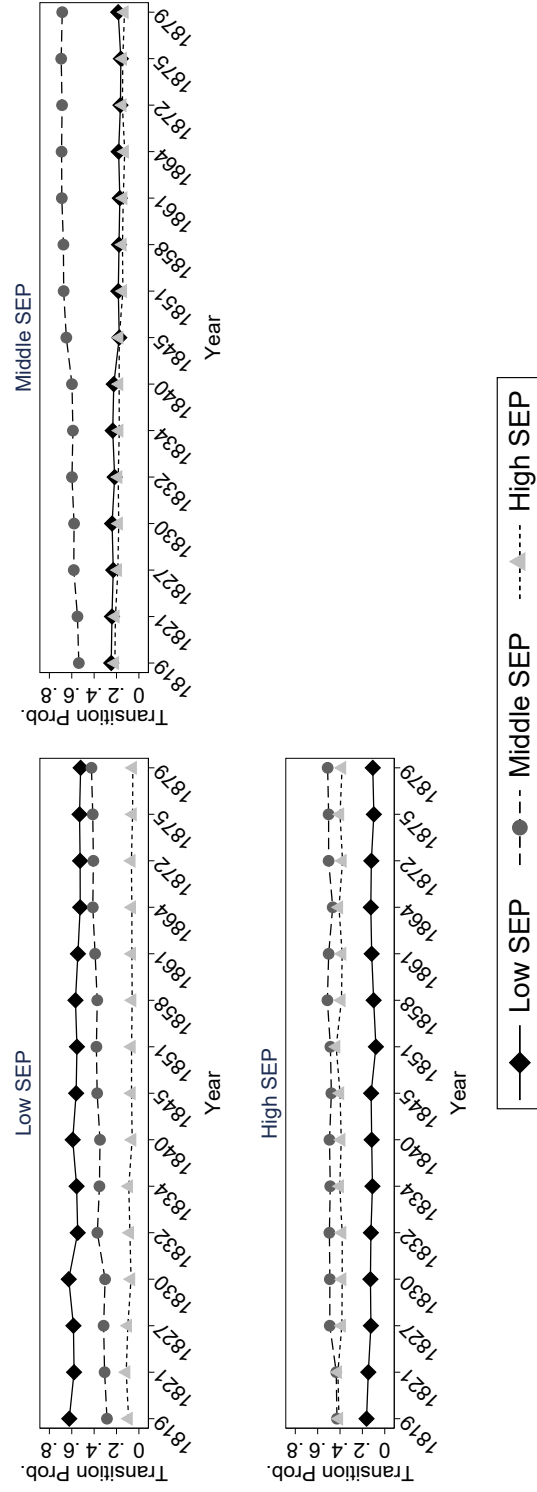 Low SEP
Transition Prob.
0 .2 .4 .6 .8
1819 1821 1827 1830 1832 1834 1840 1845 1851 1858 1861 1864 1872 1875 1879
Year
Middle SEP
Transition Prob.
0 .2 .4 .6 .8
1819 1821 1827 1830 1832 1834 1840 1845 1851 1858 1861 1864 1872 1875 1879
Year
High SEP
Transition Prob.
0 .2 .4 .6 .8
1819 1821 1827 1830 1832 1834 1840 1845 1851 1858 1861 1864 1872 1875 1879
Year
Low SEP Middle SEP High SEP